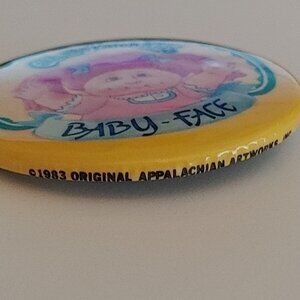 BABY-FACE
©1983 ORIGINAL APPALACHIAN ARTWORKS, INC